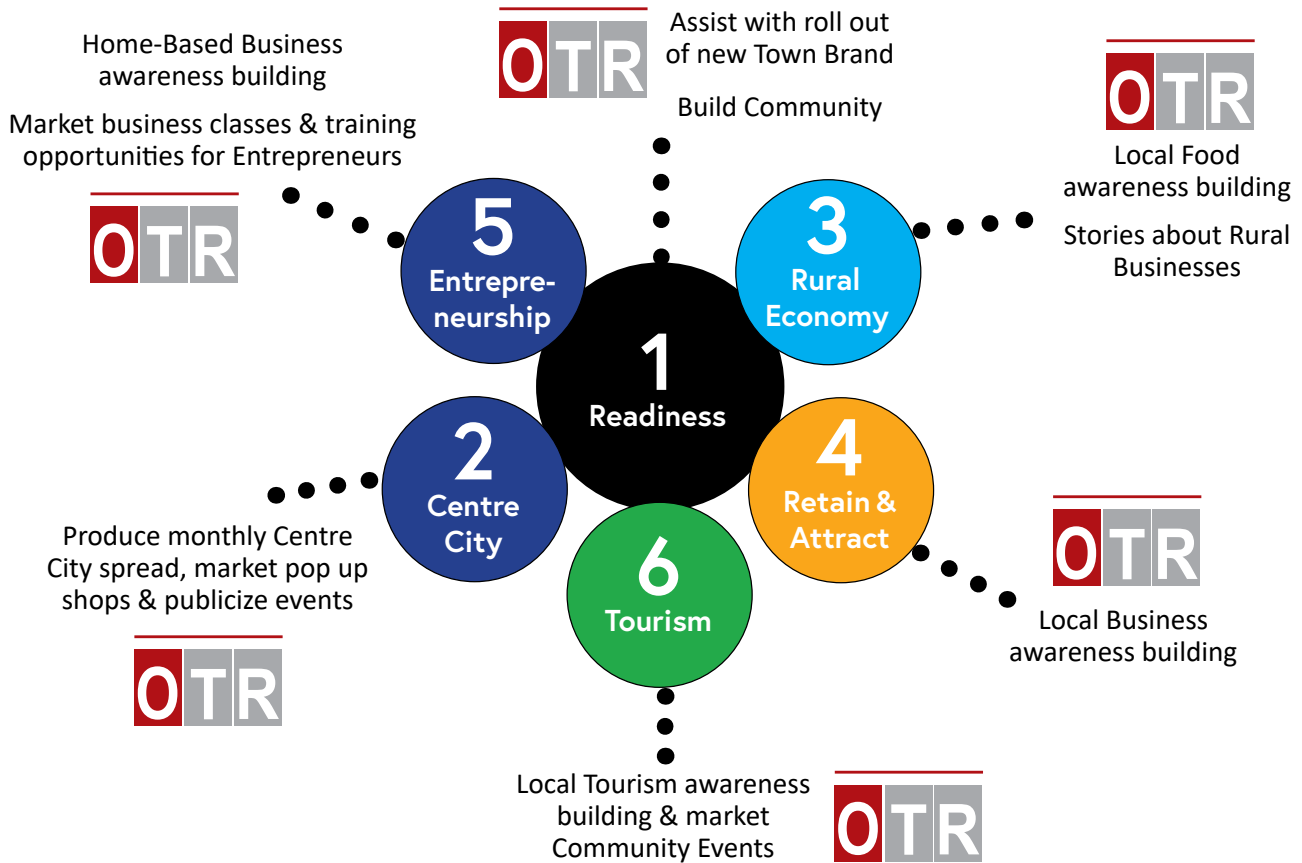 Home-Based Business
awareness building
Market business classes & training
opportunities for Entrepreneurs
OTR
OTR
Assist with roll out
of new Town Brand
Build Community
OTR
Local Food
awareness building
Stories about Rural
Businesses
5
Entrepre-
neurship
3
Rural
Economy
1
Readiness
2
Centre
City
4
Retain &
Attract
6
Tourism
Produce monthly Centre
City spread, market pop up
shops & publicize events
OTR
OTR
Local Business
awareness building
Local Tourism awareness
building & market
Community Events
OTR